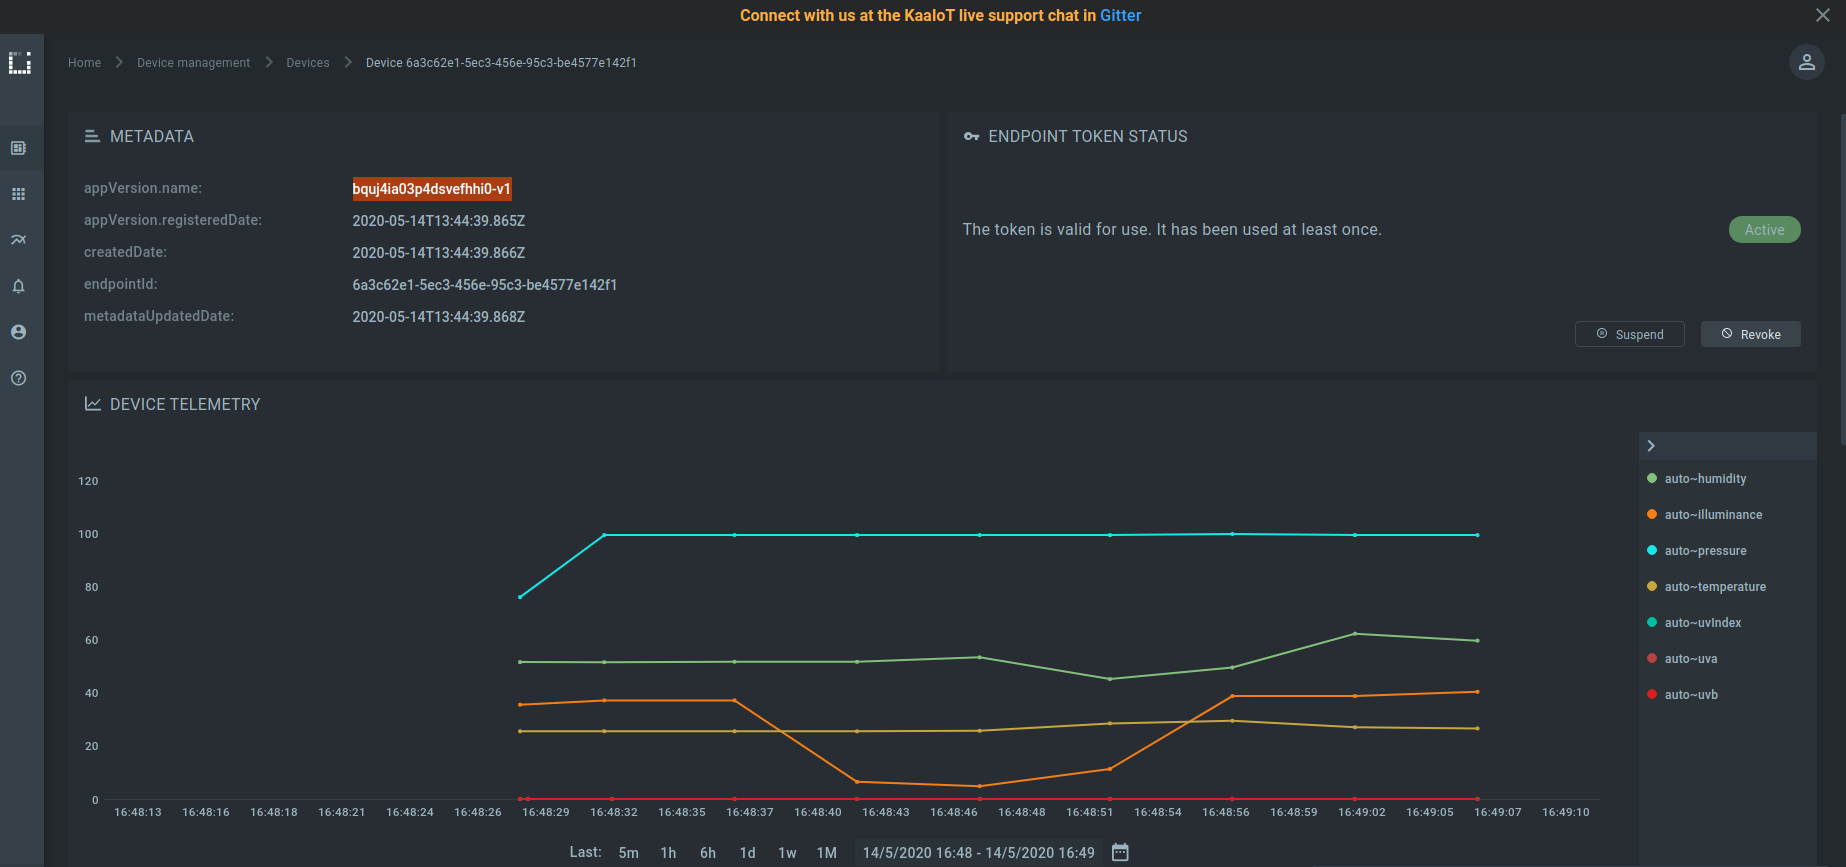 Connect with us at the KaaIoT live support chat in Gitter
Home Device management Devices Device 6a3c62e1-5ec3-456e-95c3-be4577e142f1
METADATA
appVersion.name: bquj4ia03p4dsvefhhi0-v1
appVersion.registeredDate: 2020-05-14T13:44:39.865Z
createdDate: 2020-05-14T13:44:39.866Z
endpointId: 6a3c62e1-5ec3-456e-95c3-be4577e142f1
metadataUpdatedDate: 2020-05-14T13:44:39.868Z
ENDPOINT TOKEN STATUS
The token is valid for use. It has been used at least once. Active
Suspend Revoke
DEVICE TELEMETRY
120
100
80
60
40
20
0
16:48:13 16:48:16 16:48:18 16:48:21 16:48:24 16:48:26 16:48:29 16:48:32 16:48:35 16:48:37 16:48:40 16:48:43 16:48:46 16:48:48 16:48:51 16:48:54 16:48:56 16:48:59 16:49:02 16:49:05 16:49:07 16:49:10
auto~humidity
auto~illuminance
auto~pressure
auto~temperature
auto~uvIndex
auto~uva
auto~uvb
Last: 5m 1h 6h 1d 1w 1M 14/5/2020 16:48 - 14/5/2020 16:49